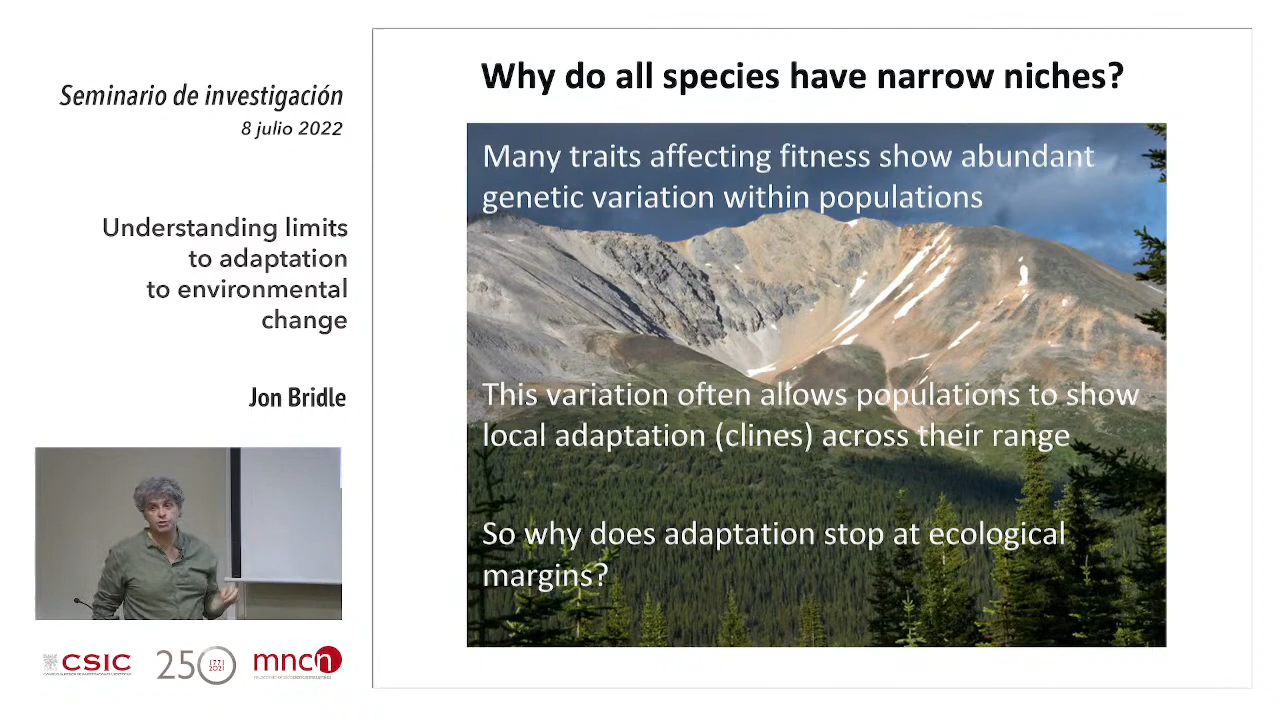 Seminario de investigación
8 julio 2022
Understanding limits
to adaptation
to environmental
change
Jon Bridle
CSIC
250
1771
2021
mncn
Why do all species have narrow niches?
Many traits affecting fitness show abundant
genetic variation within populations
This variation often allows populations to show
local adaptation (clines) across their range
So why does adaptation stop at ecological
margins?